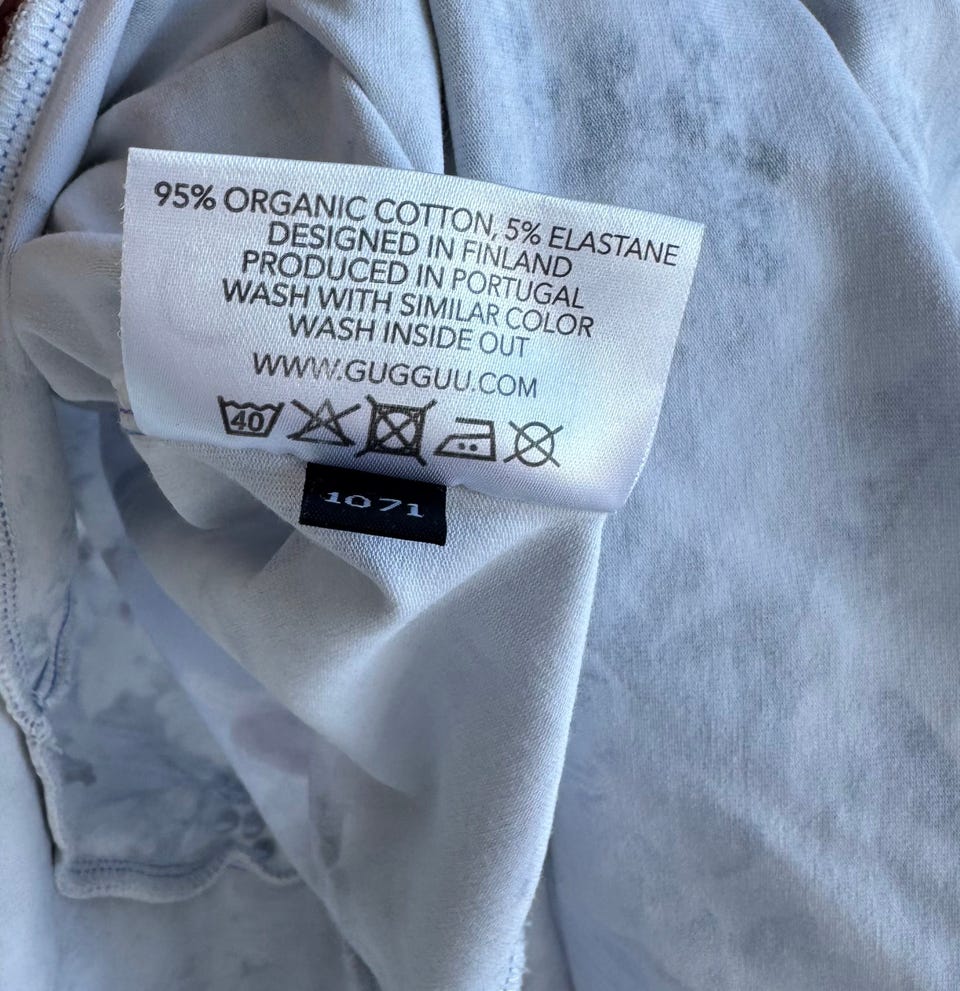 95% ORGANIC COTTON, 5% ELASTANE
DESIGNED IN FINLAND
PRODUCED IN PORTUGAL
WASH WITH SIMILAR COLOR
WASH INSIDE OUT
WWW.GUGGUU.COM
40
1071